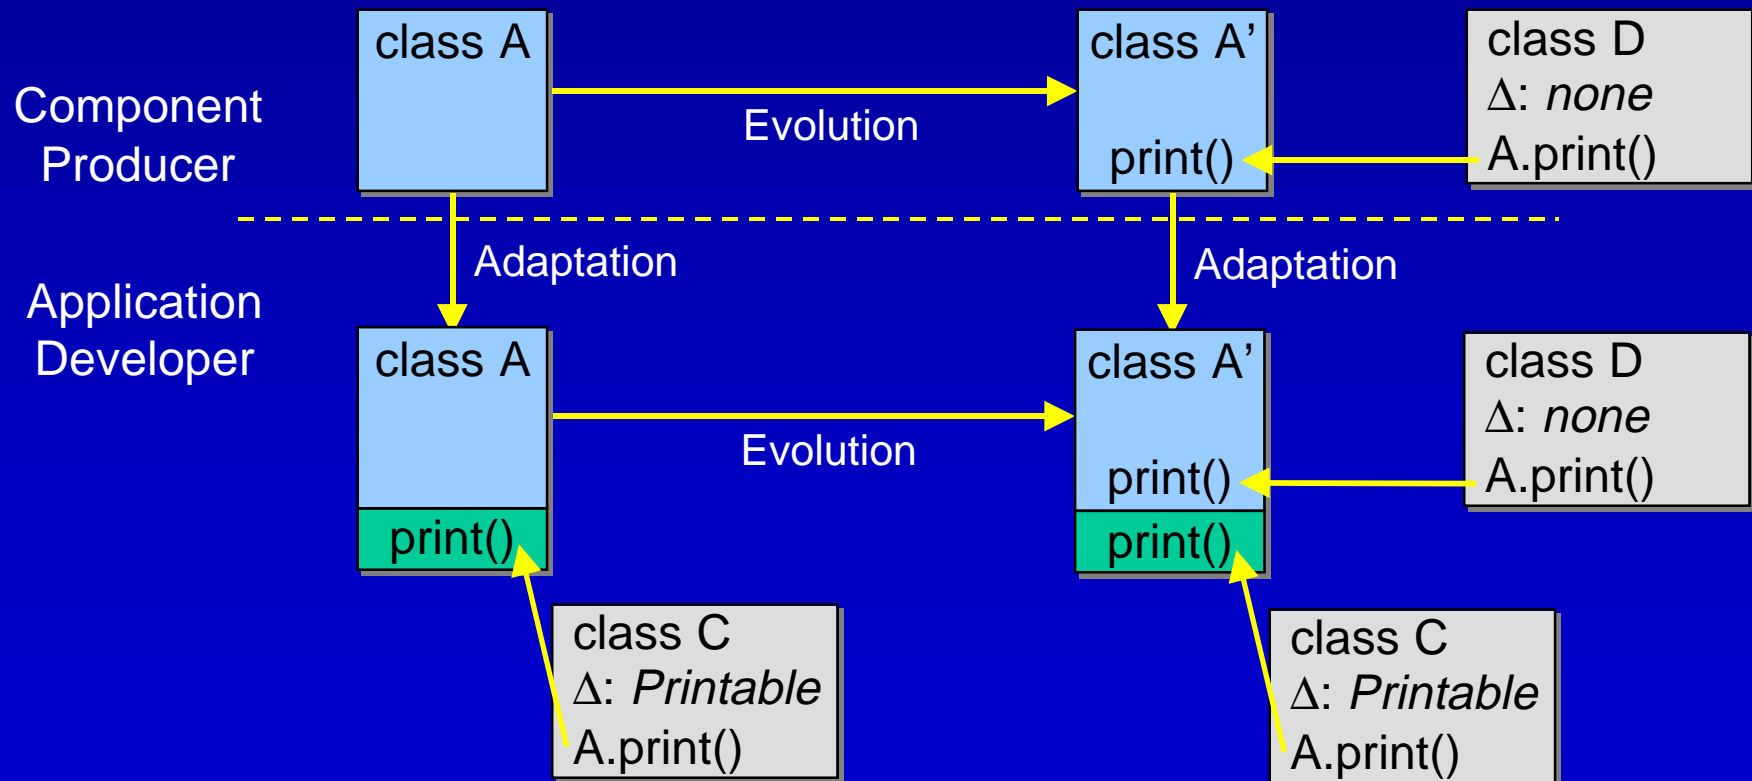 Component
Producer
class A
Evolution
class A’
print()
class D
Δ: none
A.print()
Adaptation
Adaptation
Application
Developer
class A
print()
Evolution
class A’
print()
print()
class D
Δ: none
A.print()
class C
Δ: Printable
A.print()
class C
Δ: Printable
A.print()